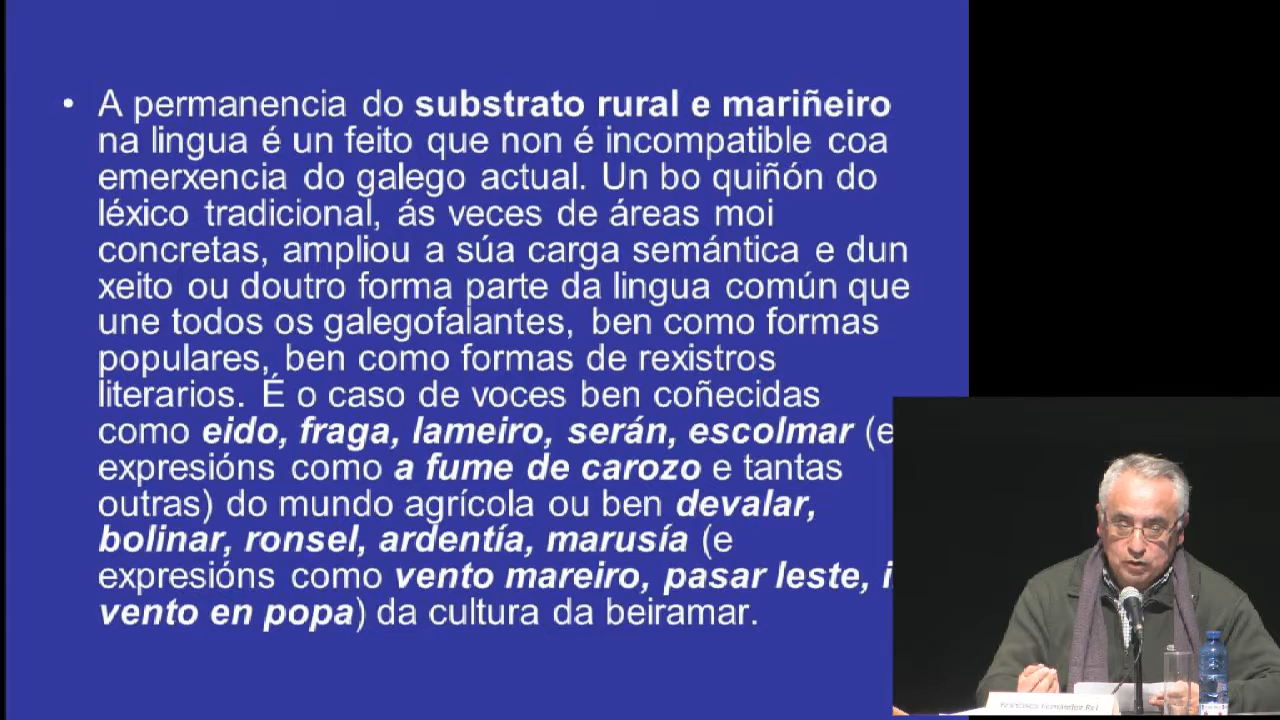 • A permanencia do substrato rural e mariñeiro
na lingua é un feito que non é incompatible coa
emerxencia do galego actual. Un bo quiñón do
léxico tradicional, ás veces de áreas moi
concretas, ampliou a súa carga semántica e dun
xeito ou doutro forma parte da lingua común que
une todos os galegofalantes, ben como formas
populares, ben como formas de rexistros
literarios. É o caso de voces ben coñecidas
como eido, fraga, lameiro, serán, escolmar (e
expresións como a fume de carozo e tantas
outras) do mundo agrícola ou ben devalar,
bolinar, ronsel, ardentía, marusía (e
expresións como vento mareiro, pasar leste, i
vento en popa) da cultura da beiramar.
Francisco Fernández Rei